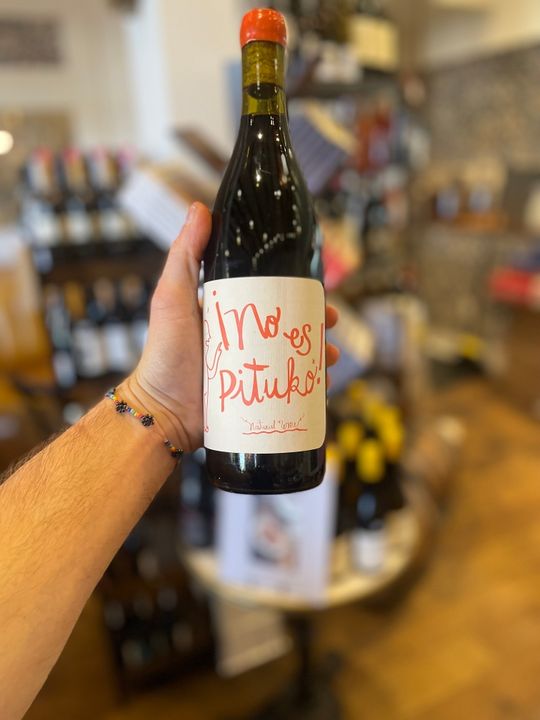 ¡No es
Pituko!
"Natural Wine"